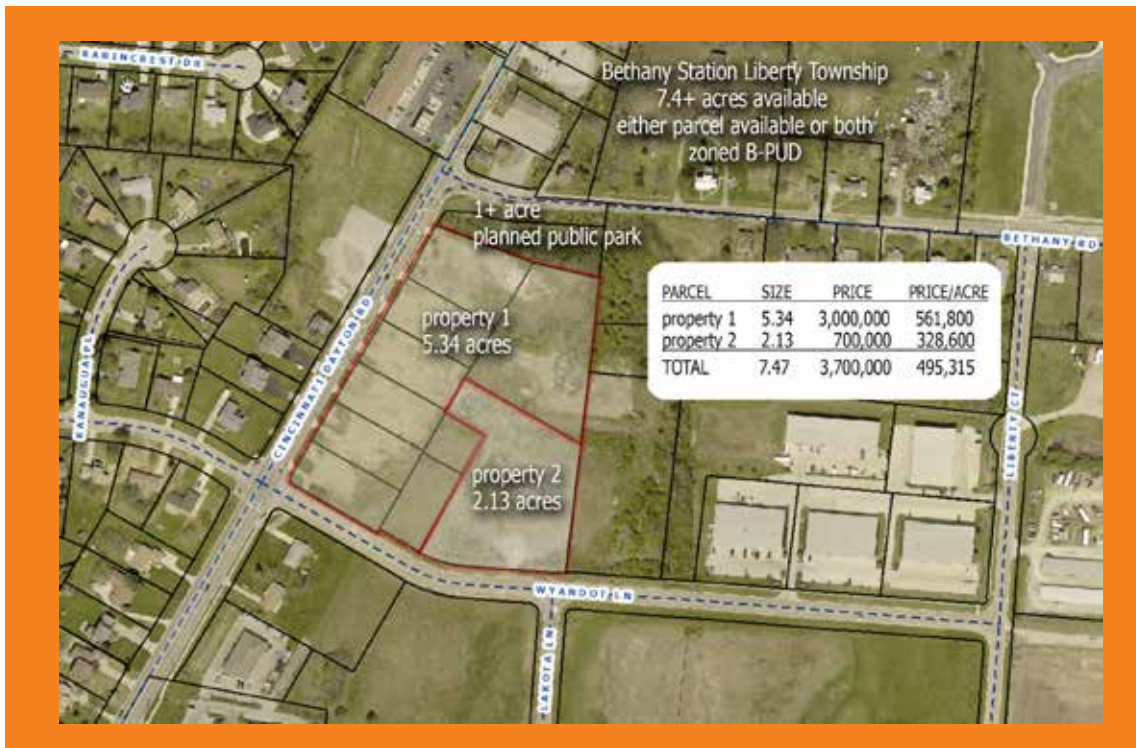 KARINCREST DR
Bethany Station Liberty Township
7.4+ acres available
either parcel available or both
zoned B-PUD
1+ acre
planned public park
BETHANY RD
PARCEL SIZE PRICE PRICE/ACRE
property 1 5.34 3,000,000 561,800
property 2 2.13 700,000 328,600
TOTAL 7.47 3,700,000 495,315
property 1
5.34 acres
KANAUGUA PL
CINCINNATI DAYTON RD
LIBERTY CT
property 2
2.13 acres
WYANDOT LN
LAKOTA LN